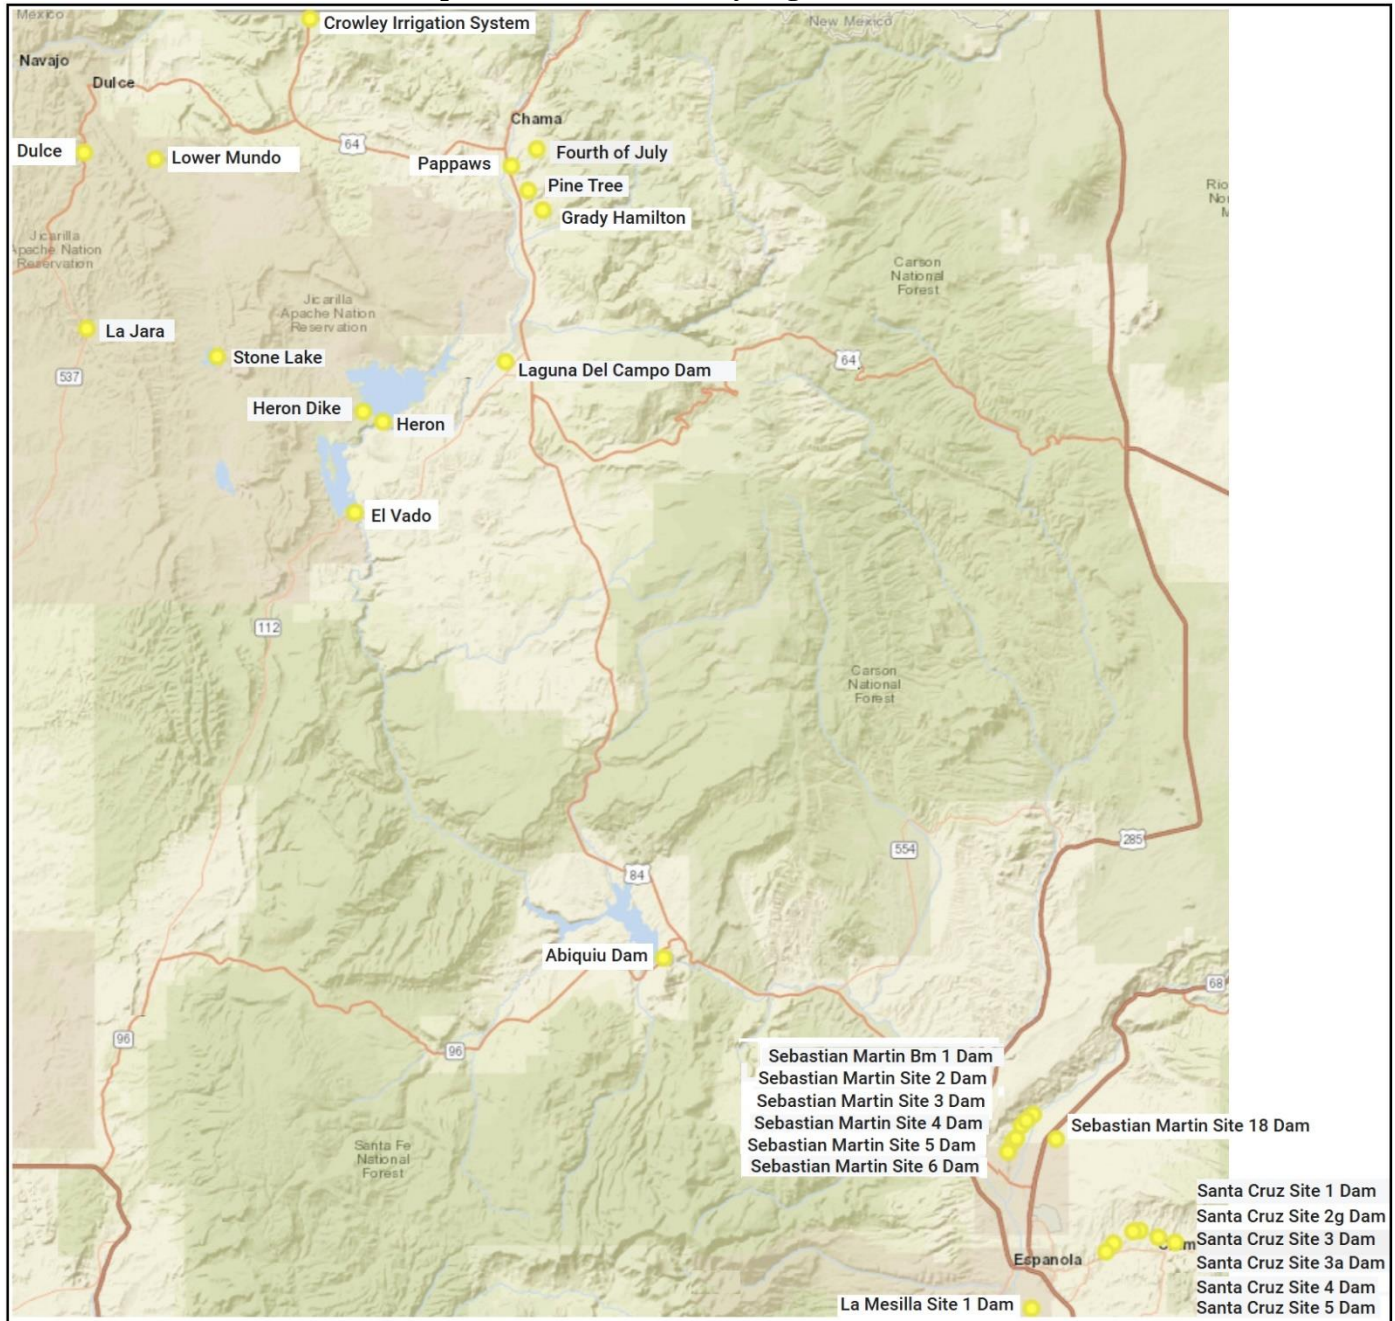 Mexico
Crowley Irrigation System
New Mexico
Navajo
Dulce
Chama
64
Dulce
Lower Mundo
Pappaws
Fourth of July
Pine Tree
Grady Hamilton
Jicarilla
Apache Nation
Reservation
Carson
National
Forest
Jicarilla
Apache Nation
Reservation
La Jara
Stone Lake
Laguna Del Campo Dam
64
537
Heron Dike
Heron
El Vado
112
Carson
National
Forest
554
285
84
Abiquiu Dam
68
96
96
Sebastian Martin Bm 1 Dam
Sebastian Martin Site 2 Dam
Sebastian Martin Site 3 Dam
Sebastian Martin Site 4 Dam
Sebastian Martin Site 5 Dam
Sebastian Martin Site 6 Dam
Sebastian Martin Site 18 Dam
Santa Fe
National
Forest
Santa Cruz Site 1 Dam
Santa Cruz Site 2g Dam
Santa Cruz Site 3 Dam
Santa Cruz Site 3a Dam
Santa Cruz Site 4 Dam
Santa Cruz Site 5 Dam
Espanola
La Mesilla Site 1 Dam